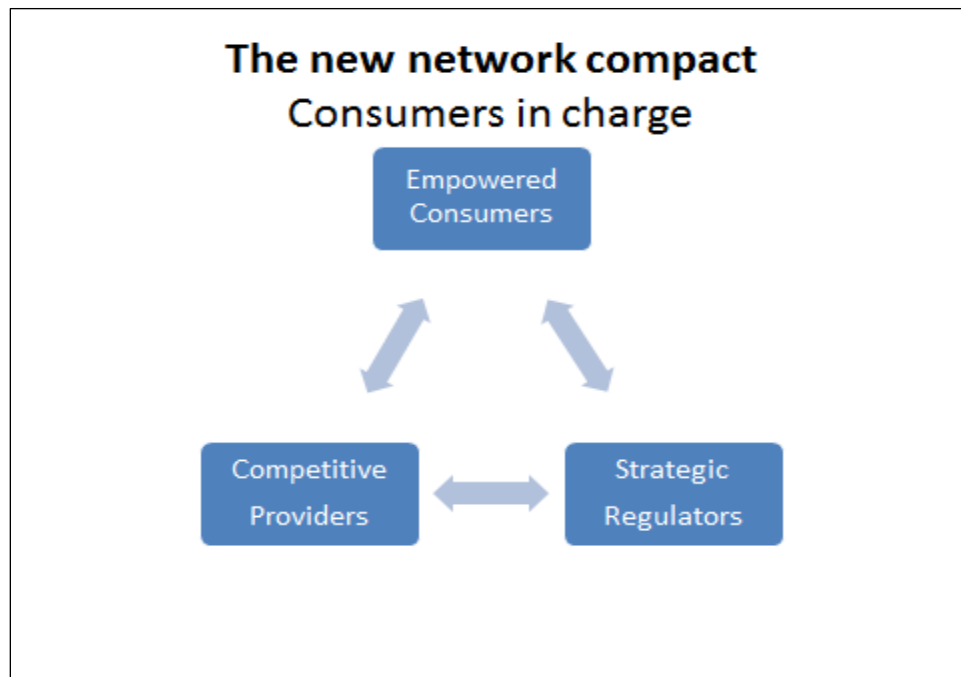 The new network compact
Consumers in charge
Empowered
Consumers
Competitive
Providers
Strategic
Regulators